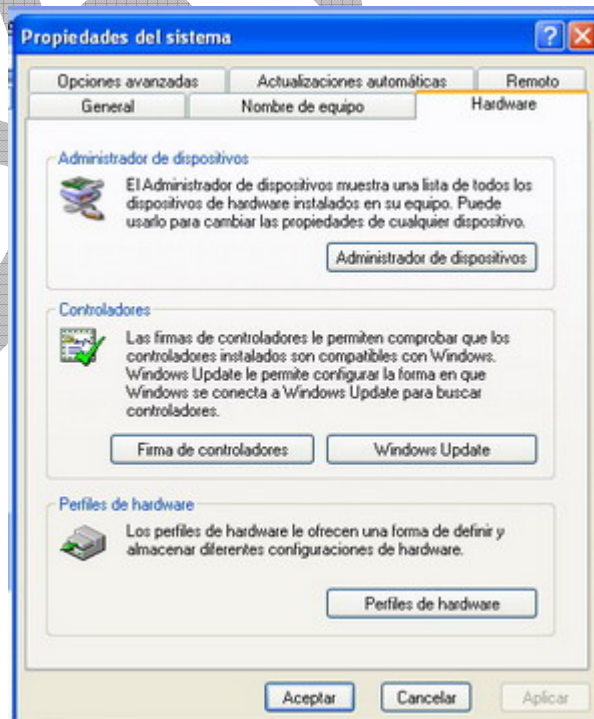 Propiedades del sistema
Opciones avanzadas Actualizaciones automáticas Remoto
General Nombre de equipo Hardware
Administrador de dispositivos
El Administrador de dispositivos muestra una lista de todos los
dispositivos de hardware instalados en su equipo. Puede
usarlo para cambiar las propiedades de cualquier dispositivo.
Administrador de dispositivos
Controladores
Las firmas de controladores le permiten comprobar que los
controladores instalados son compatibles con Windows.
Windows Update le permite configurar la forma en que
Windows se conecta a Windows Update para buscar
controladores.
Firma de controladores Windows Update
Perfiles de hardware
Los perfiles de hardware le ofrecen una forma de definir y
almacenar diferentes configuraciones de hardware.
Perfiles de hardware
Aceptar Cancelar Aplicar